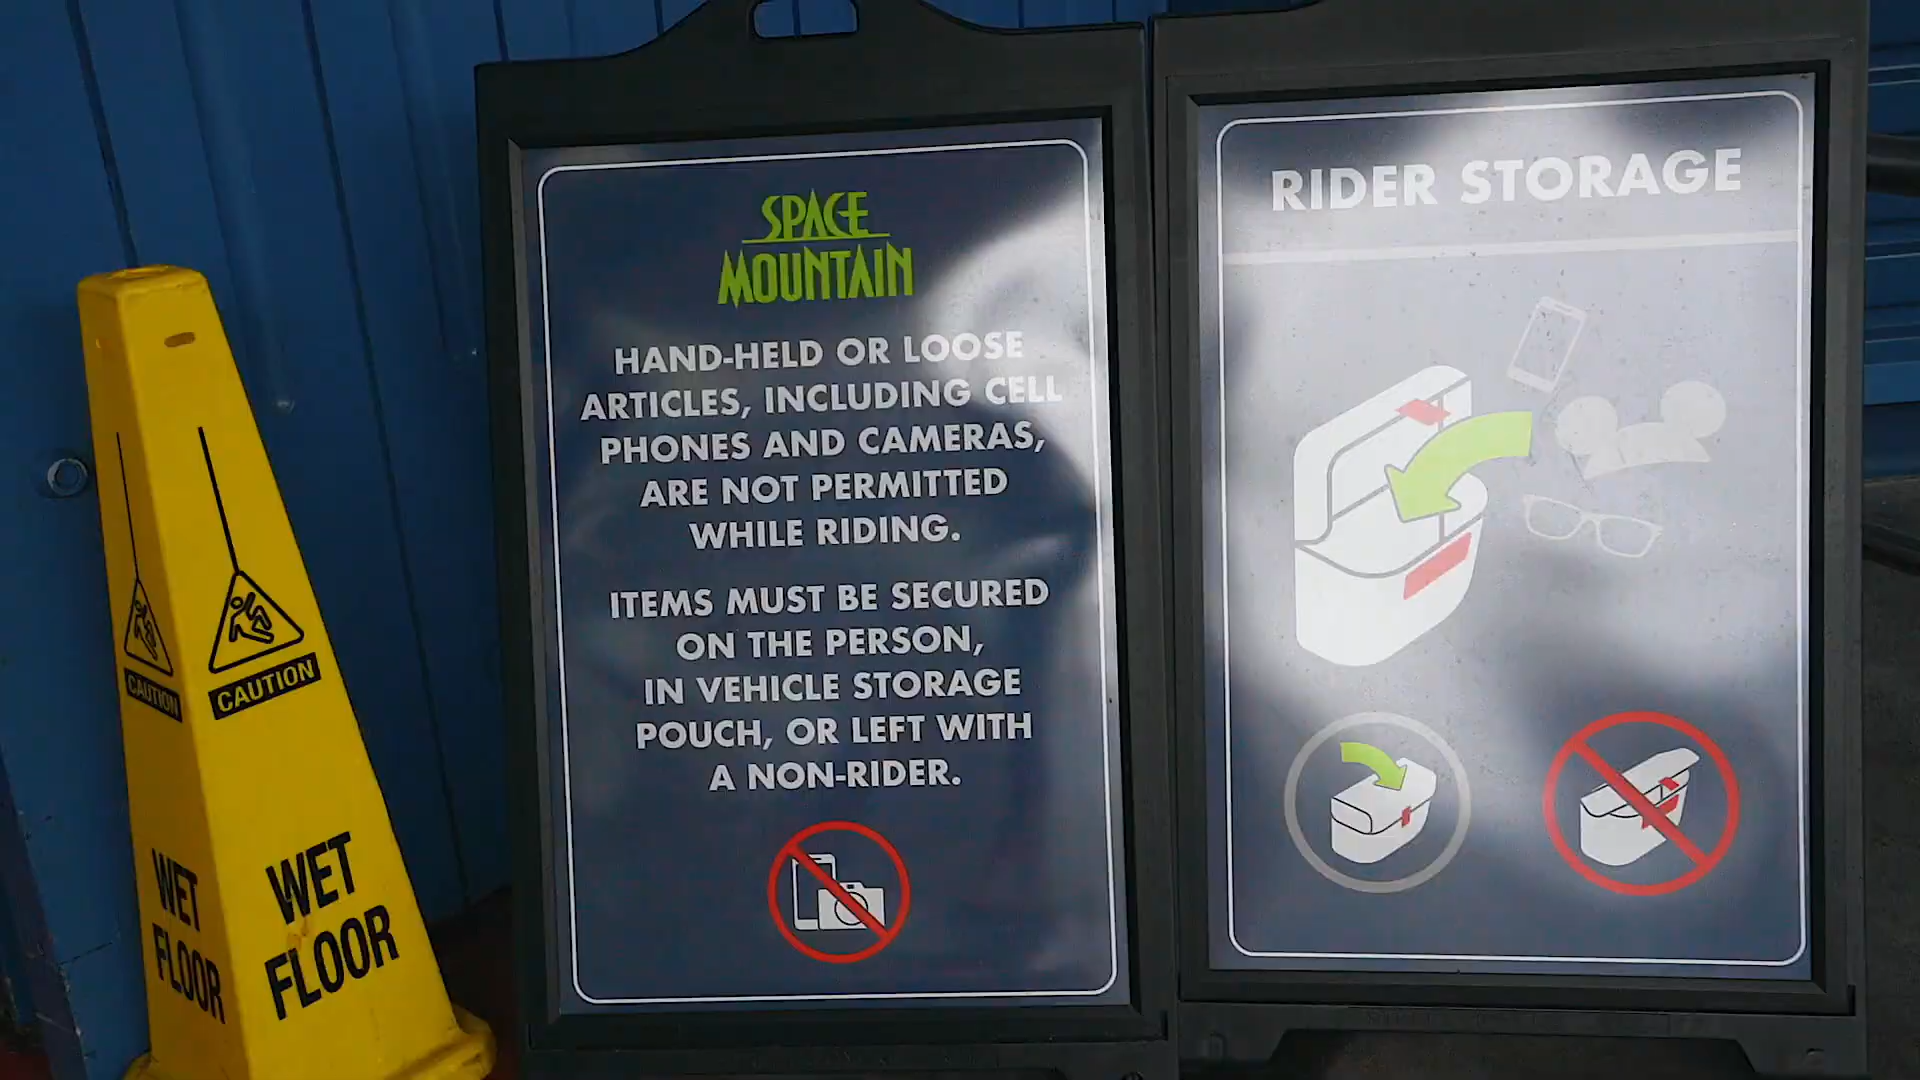 CAUTION
CAUTION
WET
FLOOR
WET
FLOOR
SPACE
MOUNTAIN
HAND-HELD OR LOOSE
ARTICLES, INCLUDING CELL
PHONES AND CAMERAS,
ARE NOT PERMITTED
WHILE RIDING.
ITEMS MUST BE SECURED
ON THE PERSON,
IN VEHICLE STORAGE
POUCH, OR LEFT WITH
A NON-RIDER.
RIDER STORAGE